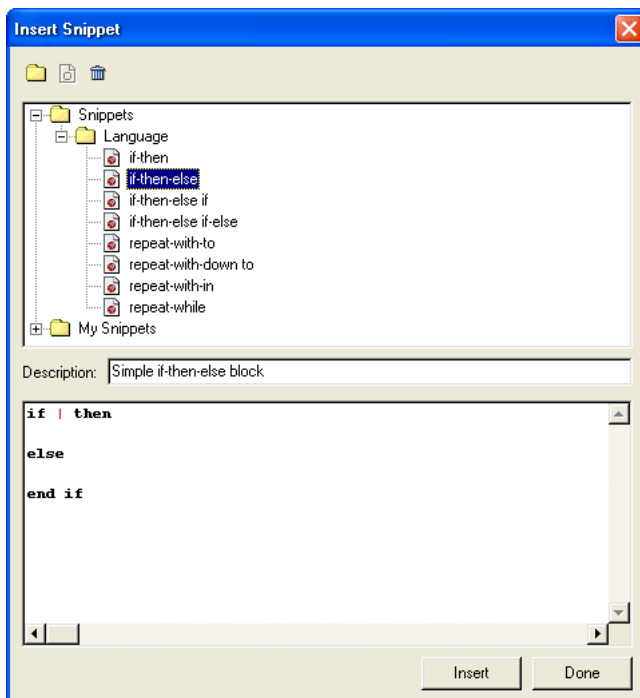 Insert Snippet
Snippets
Language
if-then
if-then-else
if-then-else if
if-then-else if-else
repeat-with-to
repeat-with-down to
repeat-with-in
repeat-while
My Snippets
Description: Simple if-then-else block
if | then
else
end if
Insert Done